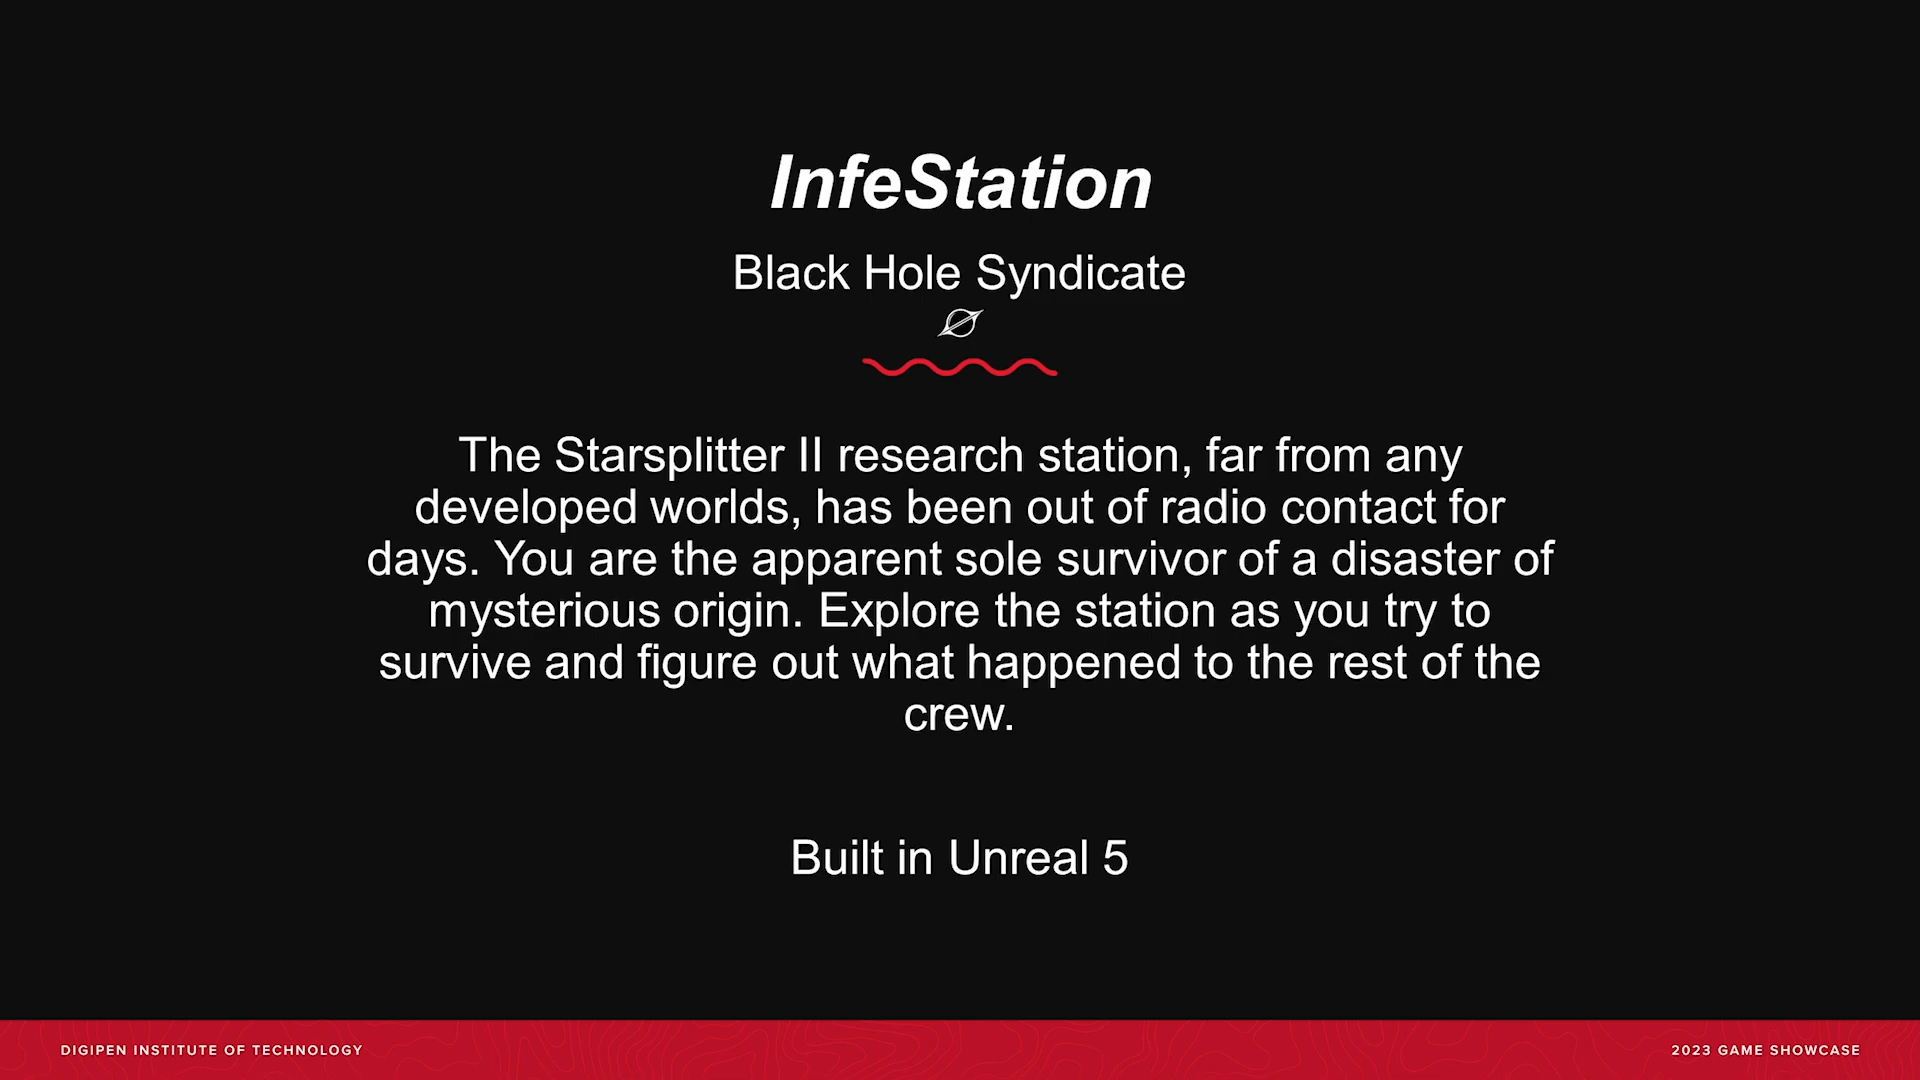 InfeStation
Black Hole Syndicate
The Starsplitter II research station, far from any
developed worlds, has been out of radio contact for
days. You are the apparent sole survivor of a disaster of
mysterious origin. Explore the station as you try to
survive and figure out what happened to the rest of the
crew.
Built in Unreal 5
DIGIPEN INSTITUTE OF TECHNOLOGY
2023 GAME SHOWCASE